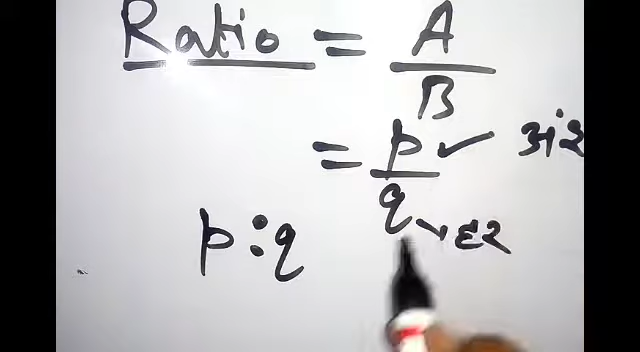 Ratio = A
B
= p
q हर
p : q